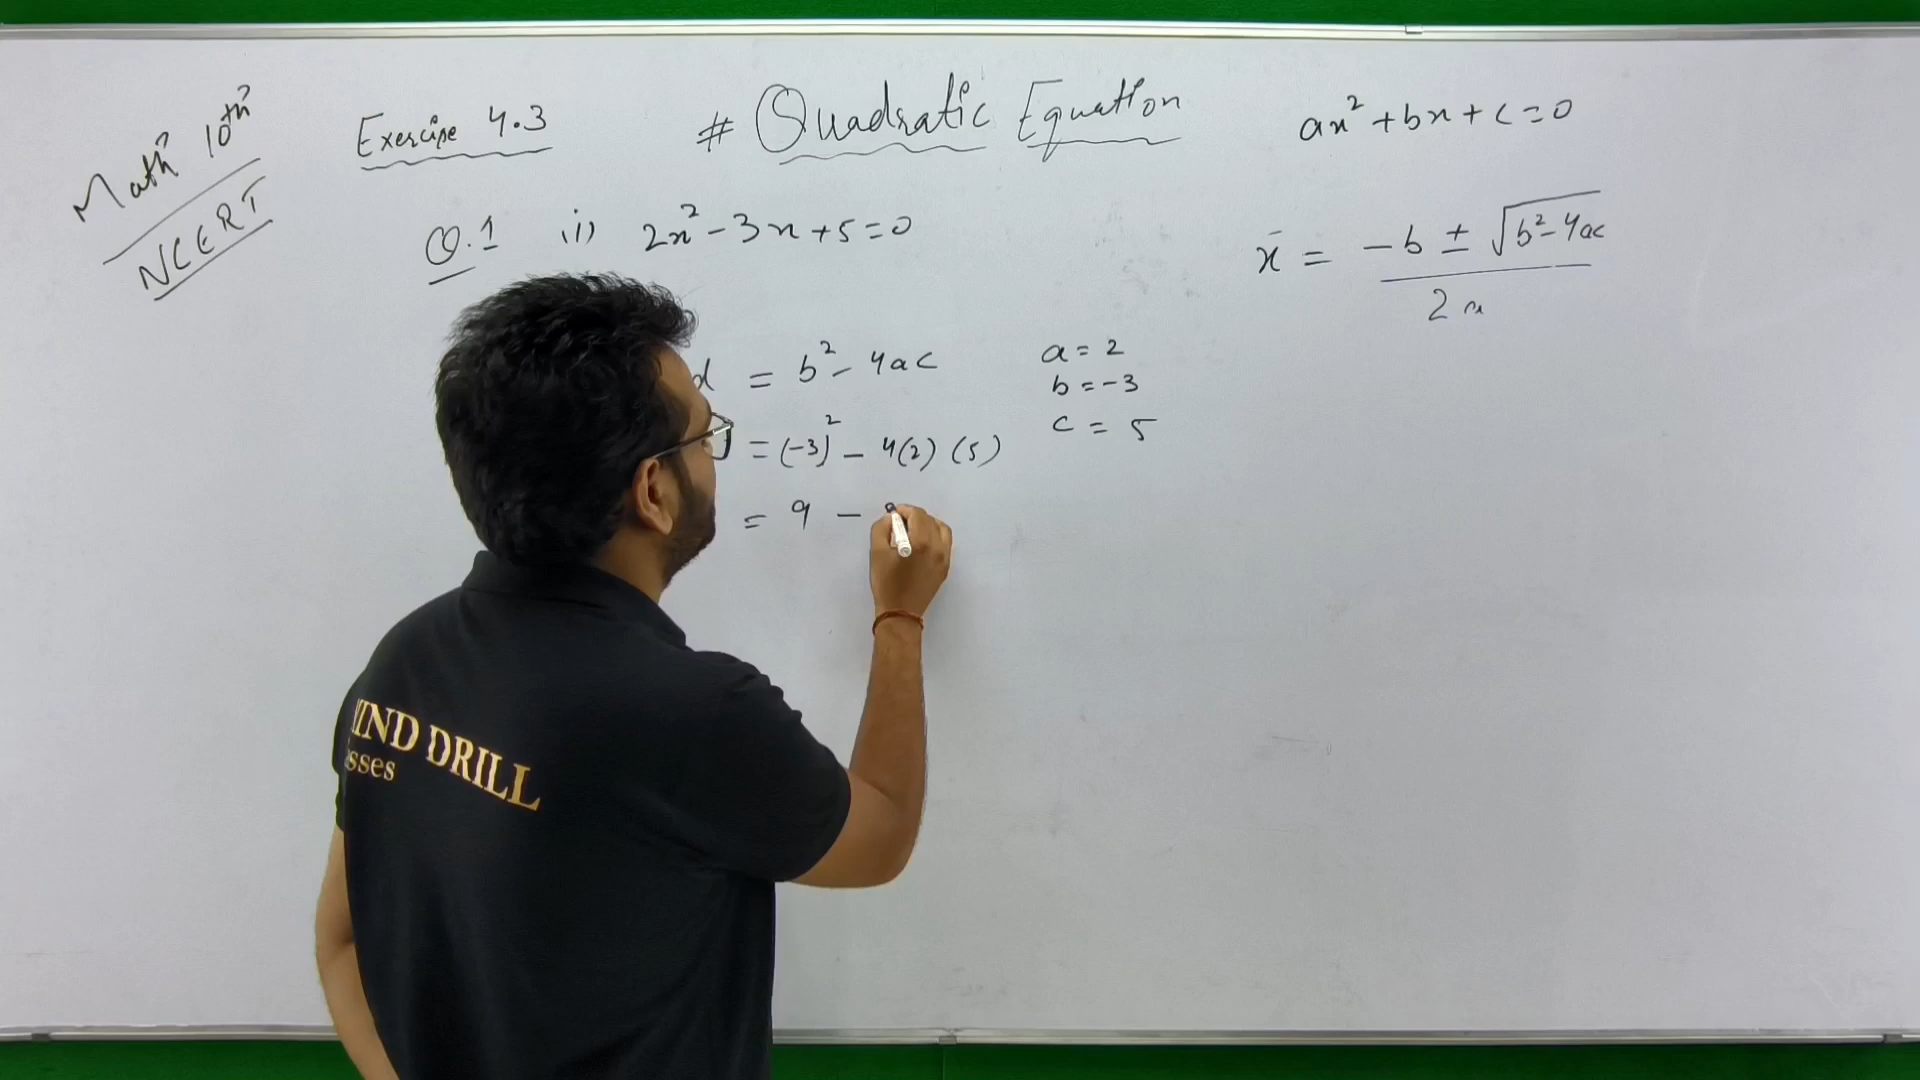 Math 10th
NCERT
Exercise 4.3
# Quadratic Equation
ax² + bx + c = 0
Q.1 (i) 2x² - 3x + 5 = 0
x = -b ± √b² - 4ac
2a
d = b² - 4ac
= (-3)² - 4(2) (5)
= 9 -
a = 2
b = -3
c = 5
MIND DRILL